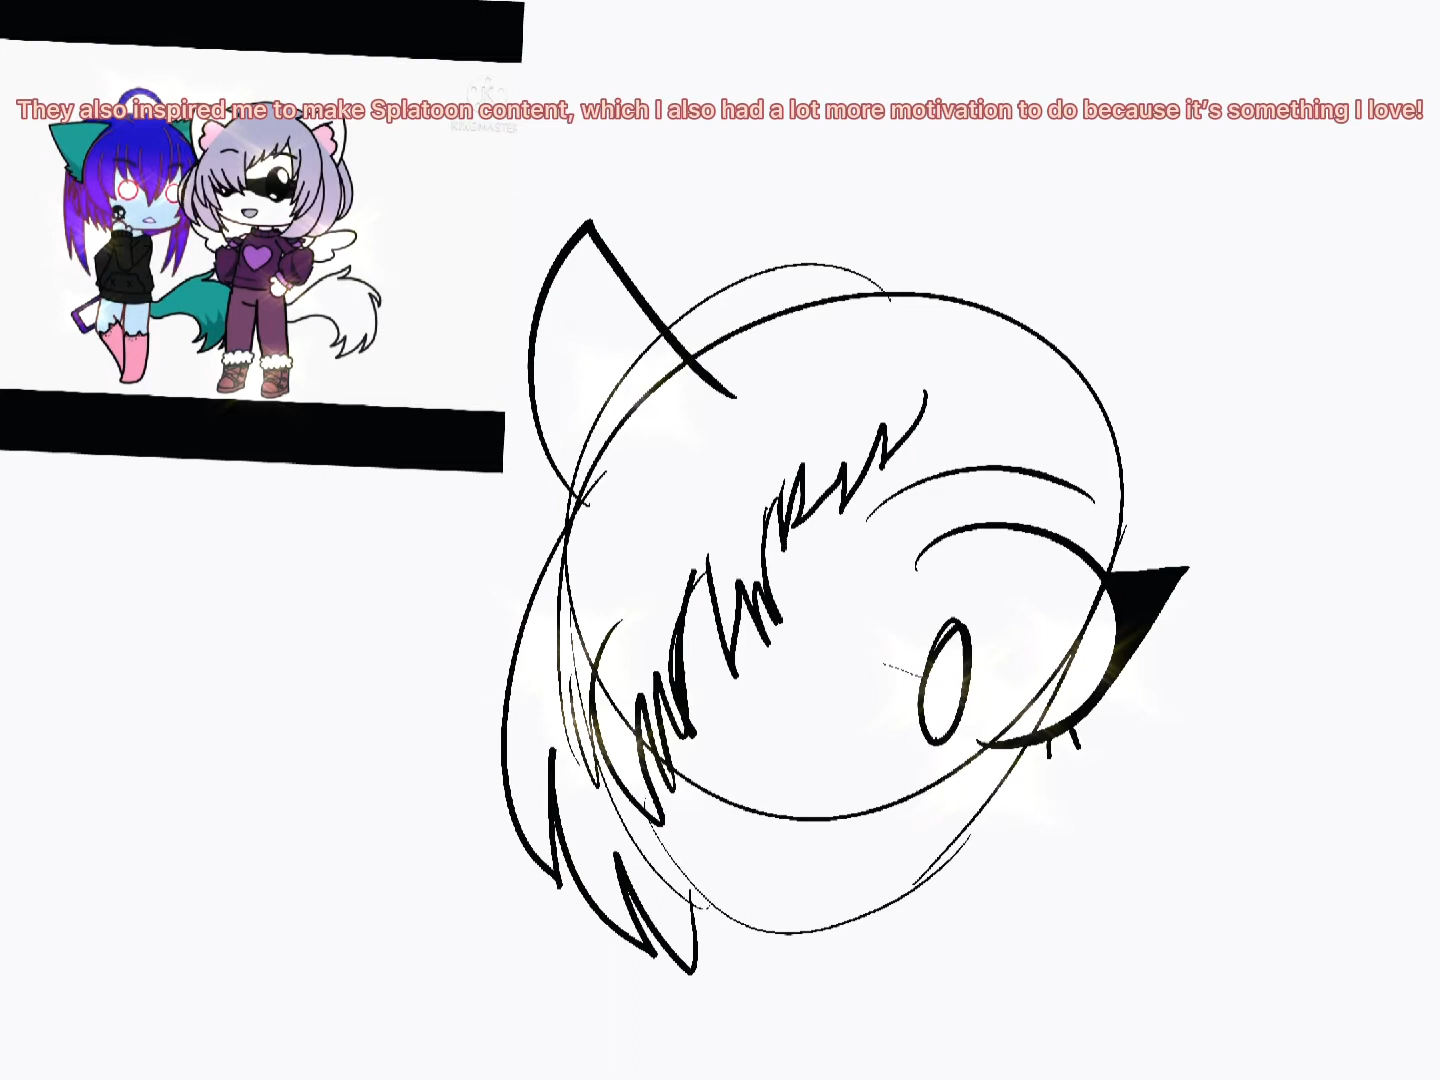 They also inspired me to make Splatoon content, which I also had a lot more motivation to do because it's something I love!
KINEMASTER